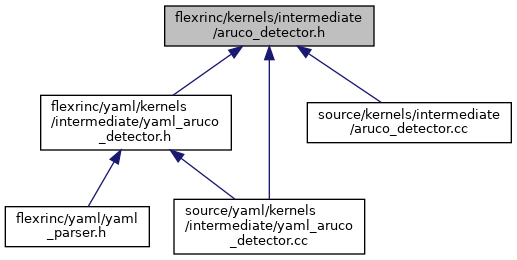 flexrinc/kernels/intermediate
/aruco_detector.h
flexrinc/yaml/kernels
/intermediate/yaml_aruco
_detector.h
source/kernels/intermediate
/aruco_detector.cc
flexrinc/yaml/yaml
_parser.h
source/yaml/kernels
/intermediate/yaml_aruco
_detector.cc